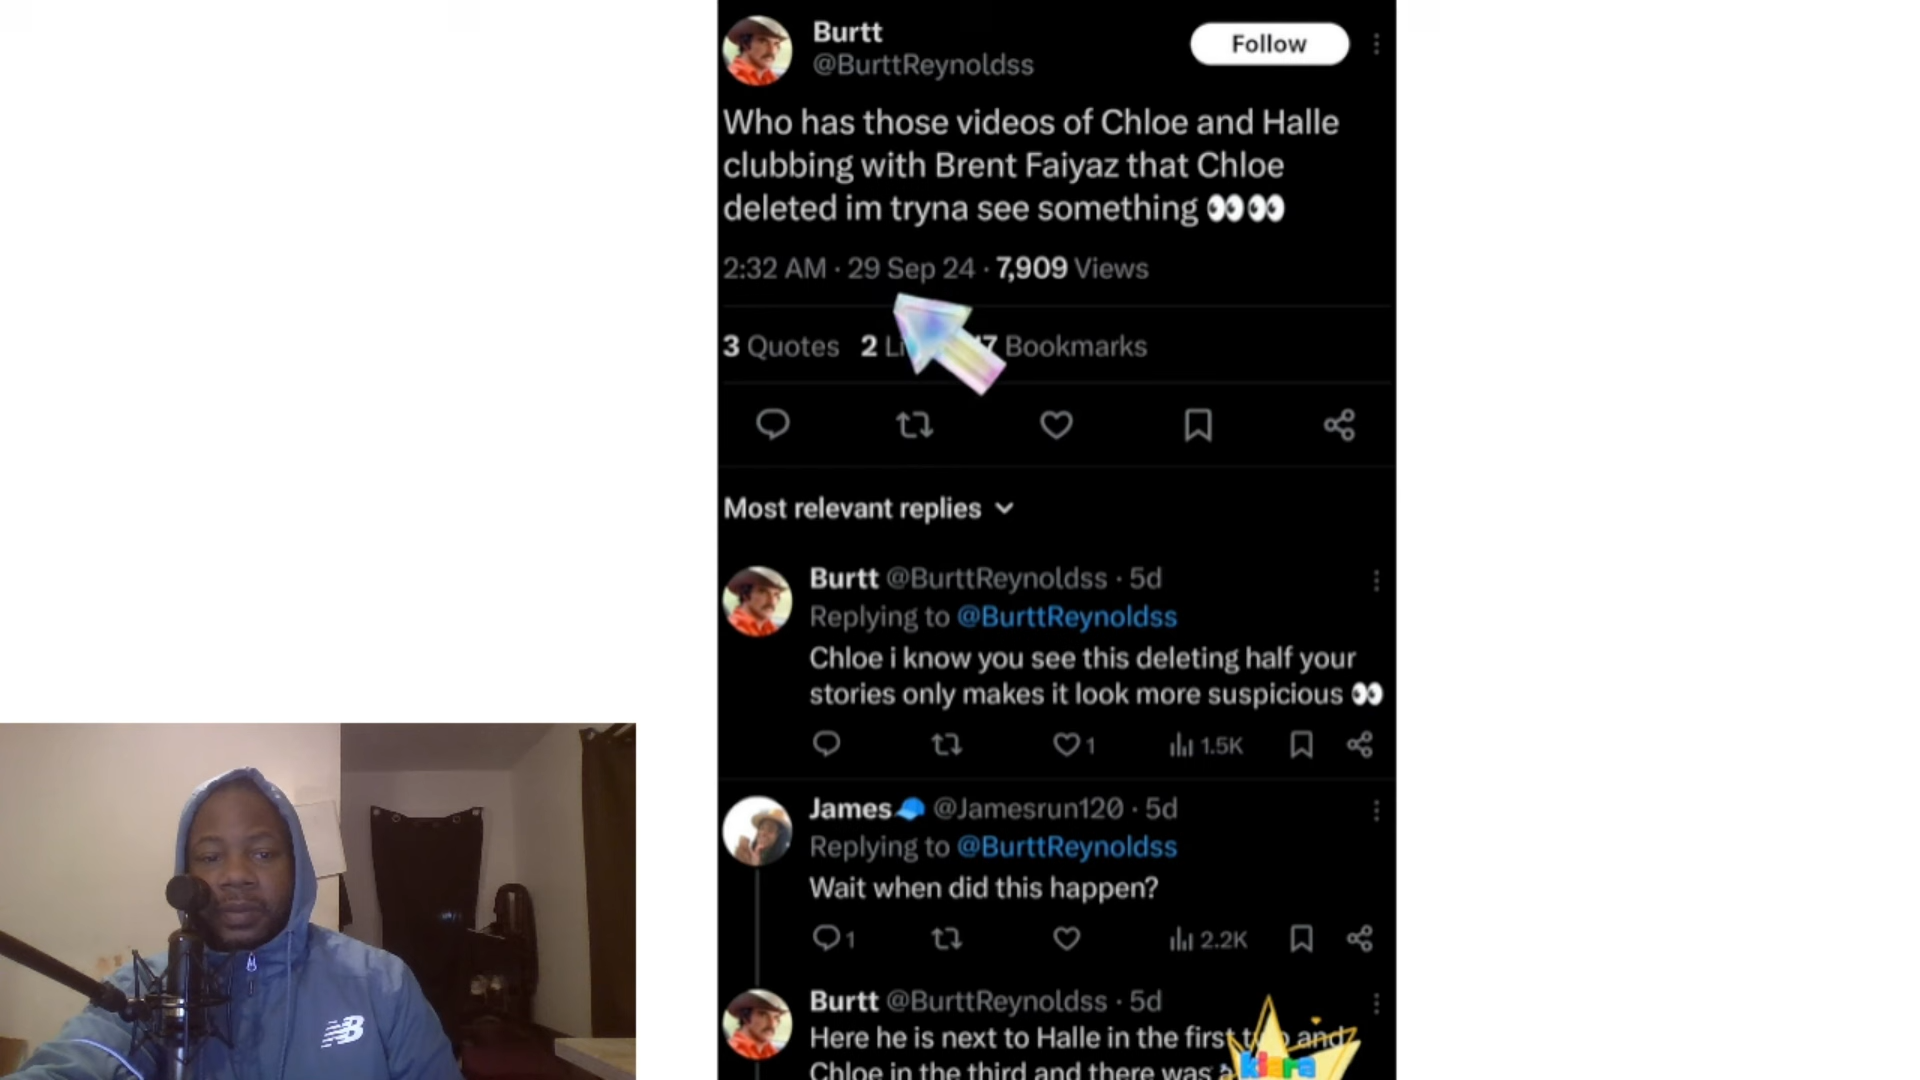 Burtt
@BurttReynoldss
Follow
Who has those videos of Chloe and Halle
clubbing with Brent Faiyaz that Chloe
deleted im tryna see something 👀👀
2:32 AM · 29 Sep 24 · 7,909 Views
3 Quotes 2 Bookmarks
Most relevant replies
Burtt @BurttReynoldss · 5d
Replying to @BurttReynoldss
Chloe i know you see this deleting half your
stories only makes it look more suspicious 👀
1 1.5K
James🧢 @Jamesrun120 · 5d
Replying to @BurttReynoldss
Wait when did this happen?
1 2.2K
Burtt @BurttReynoldss · 5d
Here he is next to Halle in the first and
Chloe in the third and there was
kiera
NB